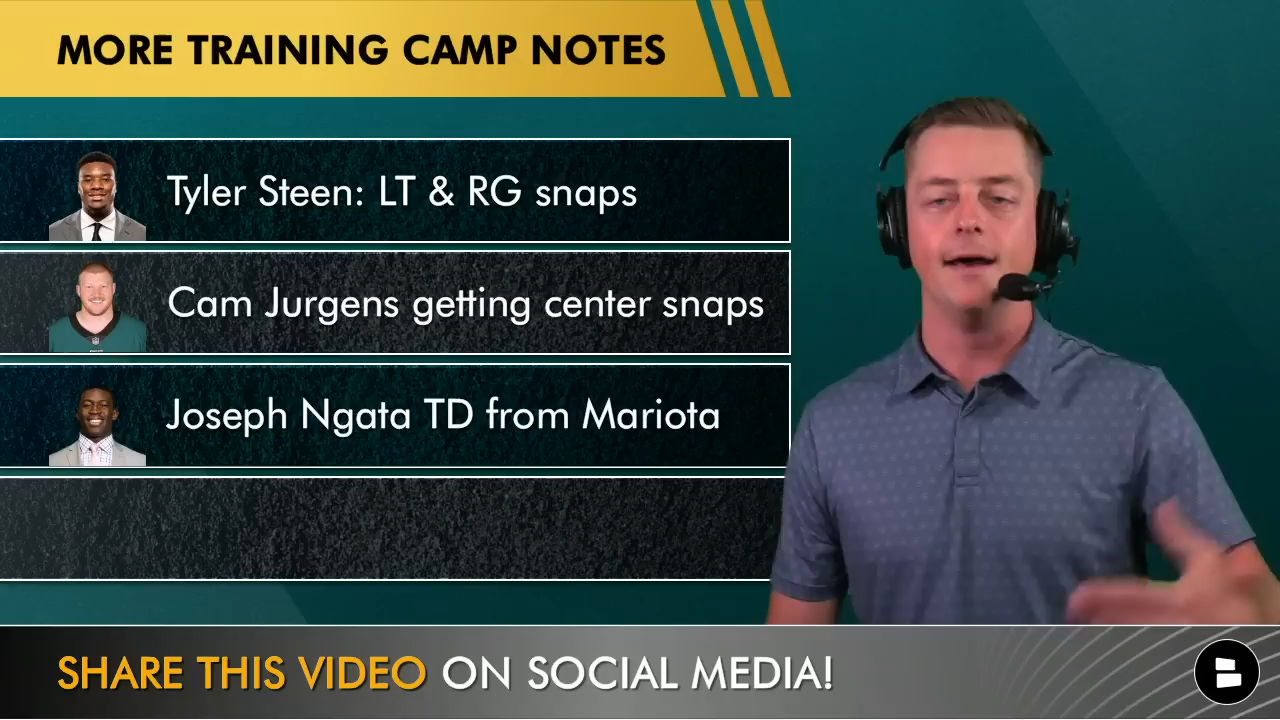 MORE TRAINING CAMP NOTES
Tyler Steen: LT & RG snaps
Cam Jurgens getting center snaps
Joseph Ngata TD from Mariota
SHARE THIS VIDEO ON SOCIAL MEDIA!